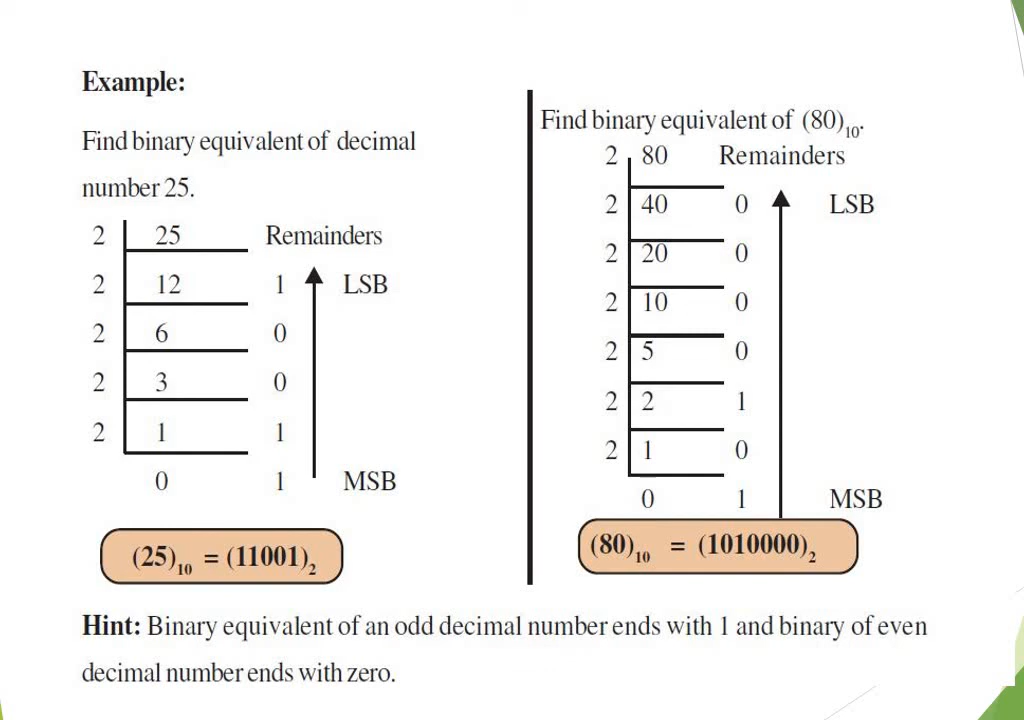 Example:
Find binary equivalent of decimal
number 25.
2 25 Remainders
2 12 1 LSB
2 6 0
2 3 0
2 1 1
0 1 MSB
(25)₁₀ = (11001)₂
Find binary equivalent of (80)₁₀.
2 80 Remainders
2 40 0 LSB
2 20 0
2 10 0
2 5 0
2 2 1
2 1 0
0 1 MSB
(80)₁₀ = (1010000)₂
Hint: Binary equivalent of an odd decimal number ends with 1 and binary of even
decimal number ends with zero.